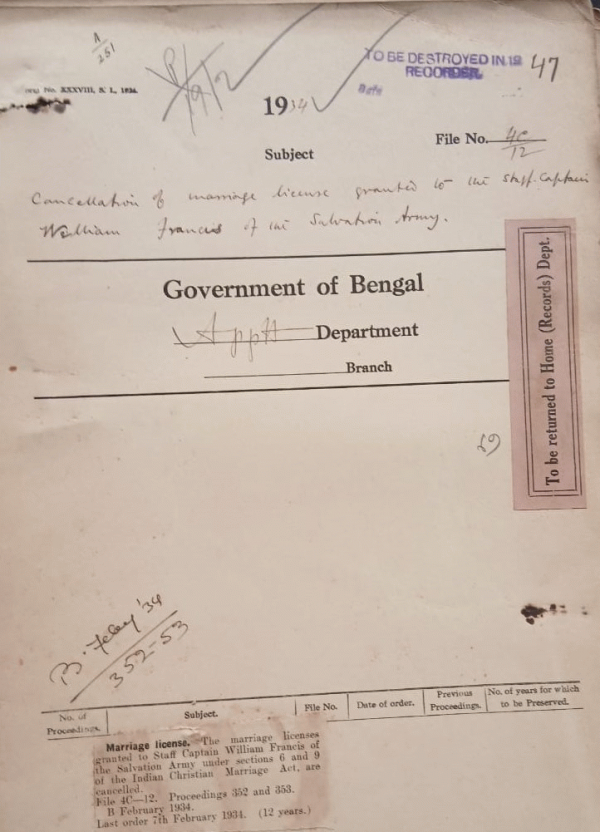 A
251
No. XXXVIII, S. I., 1934.
TO BE DESTROYED IN 19 47
RECORDER
Date
1934
File No. 4C/12
Subject
Cancellation of marriage license granted to the Staff-Captain
William Francis of the Salvation Army.
Government of Bengal
Appt Department
Branch
To be returned to Home (Records) Dept.
B. Feby '34
352-53
No. of Proceedings.
Subject.
File No.
Date of order.
Previous Proceedings.
No. of years for which to be Preserved.
Marriage license. The marriage licenses
granted to Staff Captain William Francis of
the Salvation Army under sections 6 and 9
of the Indian Christian Marriage Act, are
cancelled.
File 4C—12. Proceedings 352 and 353.
B February 1934.
Last order 7th February 1934. (12 years.)